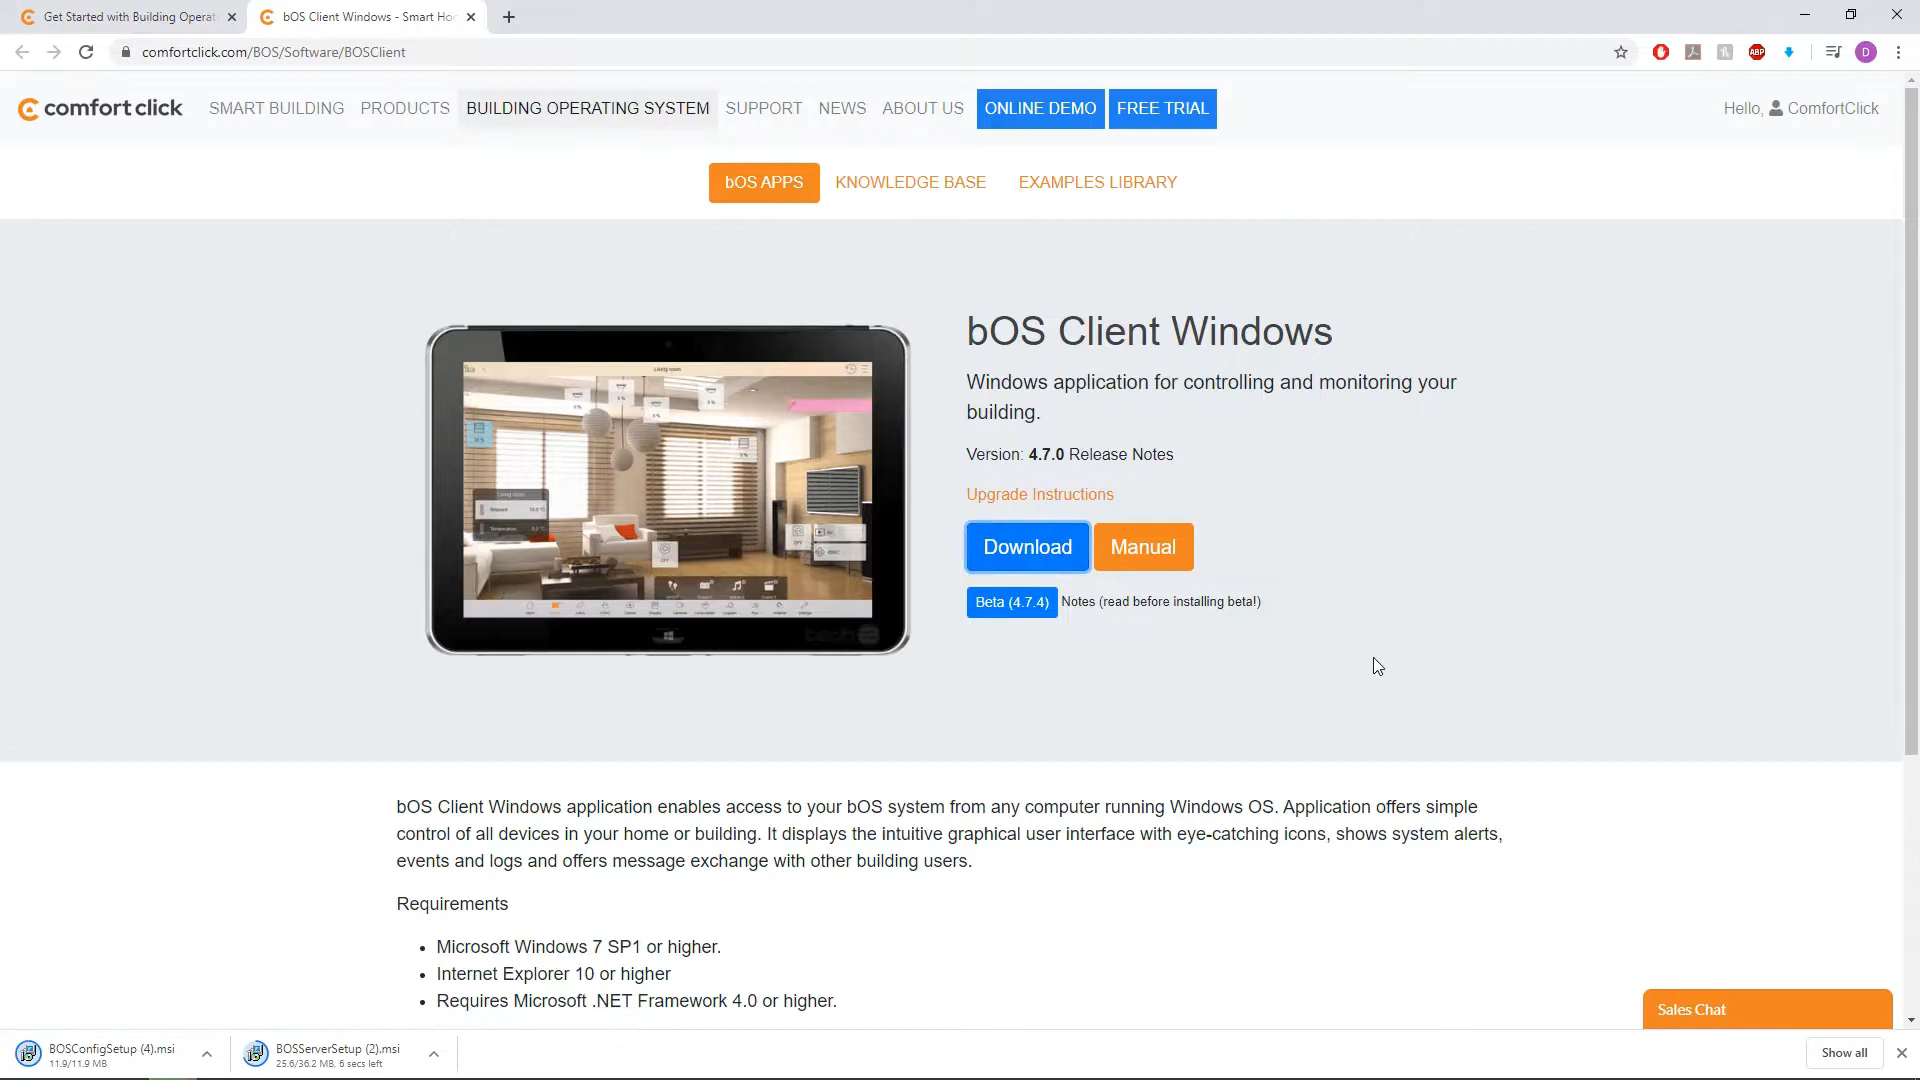 Get Started with Building Operati
bOS Client Windows - Smart Hor
comfortclick.com/BOS/Software/BOSClient
ABP
D
comfort click
SMART BUILDING
PRODUCTS
BUILDING OPERATING SYSTEM
SUPPORT
NEWS
ABOUT US
ONLINE DEMO
FREE TRIAL
Hello, ComfortClick
bOS APPS
KNOWLEDGE BASE
EXAMPLES LIBRARY
Living room
bOS Client Windows
Windows application for controlling and monitoring your
building.
Version: 4.7.0 Release Notes
Upgrade Instructions
Download
Manual
Beta (4.7.4)
Notes (read before installing beta!)
bOS Client Windows application enables access to your bOS system from any computer running Windows OS. Application offers simple
control of all devices in your home or building. It displays the intuitive graphical user interface with eye-catching icons, shows system alerts,
events and logs and offers message exchange with other building users.
Requirements
• Microsoft Windows 7 SP1 or higher.
• Internet Explorer 10 or higher
• Requires Microsoft .NET Framework 4.0 or higher.
Sales Chat
BOSConfigSetup (4).msi
11.9/11.9 MB
BOSServerSetup (2).msi
25.6/36.2 MB, 6 secs left
Show all